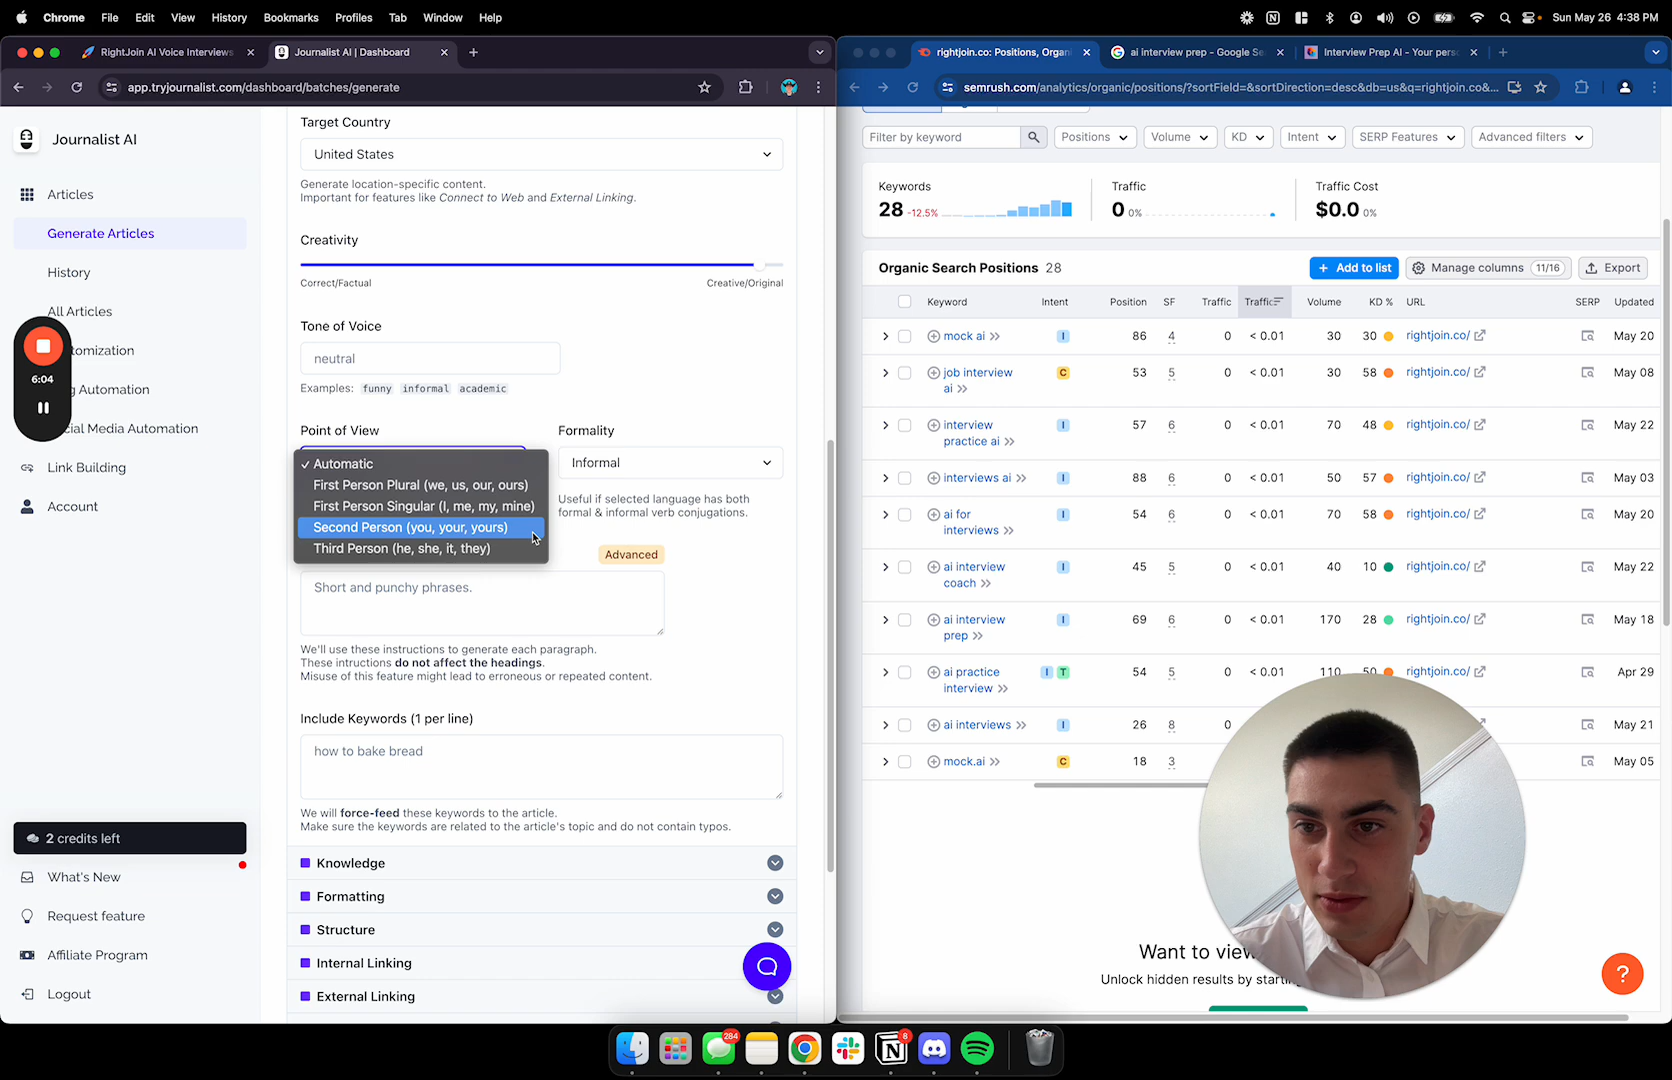 Chrome File Edit View History Bookmarks Profiles Tab Window Help
284
8
Sun May 26 4:38 PM
RightJoin AI Voice Interviews
Journalist AI | Dashboard
app.tryjournalist.com/dashboard/batches/generate
Journalist AI
Articles
Generate Articles
History
All Articles
tomization
g Automation
cial Media Automation
Link Building
Account
6:04
2 credits left
What's New
Request feature
Affiliate Program
Logout
Target Country
United States
Generate location-specific content.
Important for features like Connect to Web and External Linking.
Creativity
Correct/Factual
Creative/Original
Tone of Voice
neutral
Examples: funny informal academic
Point of View
Formality
✓ Automatic
First Person Plural (we, us, our, ours)
First Person Singular (I, me, my, mine)
Second Person (you, your, yours)
Third Person (he, she, it, they)
Informal
Useful if selected language has both
formal & informal verb conjugations.
Advanced
Short and punchy phrases.
We'll use these instructions to generate each paragraph.
These intructions do not affect the headings.
Misuse of this feature might lead to erroneous or repeated content.
Include Keywords (1 per line)
how to bake bread
We will force-feed these keywords to the article.
Make sure the keywords are related to the article's topic and do not contain typos.
Knowledge
Formatting
Structure
Internal Linking
External Linking
rightjoin.co: Positions, Organi
ai interview prep - Google Se
Interview Prep AI - Your pers
semrush.com/analytics/organic/positions/?sortField=&sortDirection=desc&db=us&q=rightjoin.co&...
Filter by keyword
Positions
Volume
KD
Intent
SERP Features
Advanced filters
Keywords
28 -12.5%
Traffic
0 0%
Traffic Cost
$0.0 0%
Organic Search Positions 28
+ Add to list
Manage columns 11/16
Export
Keyword Intent Position SF Traffic Traffic Volume KD % URL SERP Updated
mock ai I 86 4 0 < 0.01 30 30 rightjoin.co/ May 20
job interview ai C 53 5 0 < 0.01 30 58 rightjoin.co/ May 08
interview practice ai I 57 6 0 < 0.01 70 48 rightjoin.co/ May 22
interviews ai I 88 6 0 < 0.01 50 57 rightjoin.co/ May 03
ai for interviews I 54 6 0 < 0.01 70 58 rightjoin.co/ May 20
ai interview coach I 45 5 0 < 0.01 40 10 rightjoin.co/ May 22
ai interview prep I 69 6 0 < 0.01 170 28 rightjoin.co/ May 18
ai practice interview I T 54 5 0 < 0.01 110 50 rightjoin.co/ Apr 29
ai interviews I 26 8 0 May 21
mock.ai C 18 3 May 05
Want to view
Unlock hidden results by startin
?